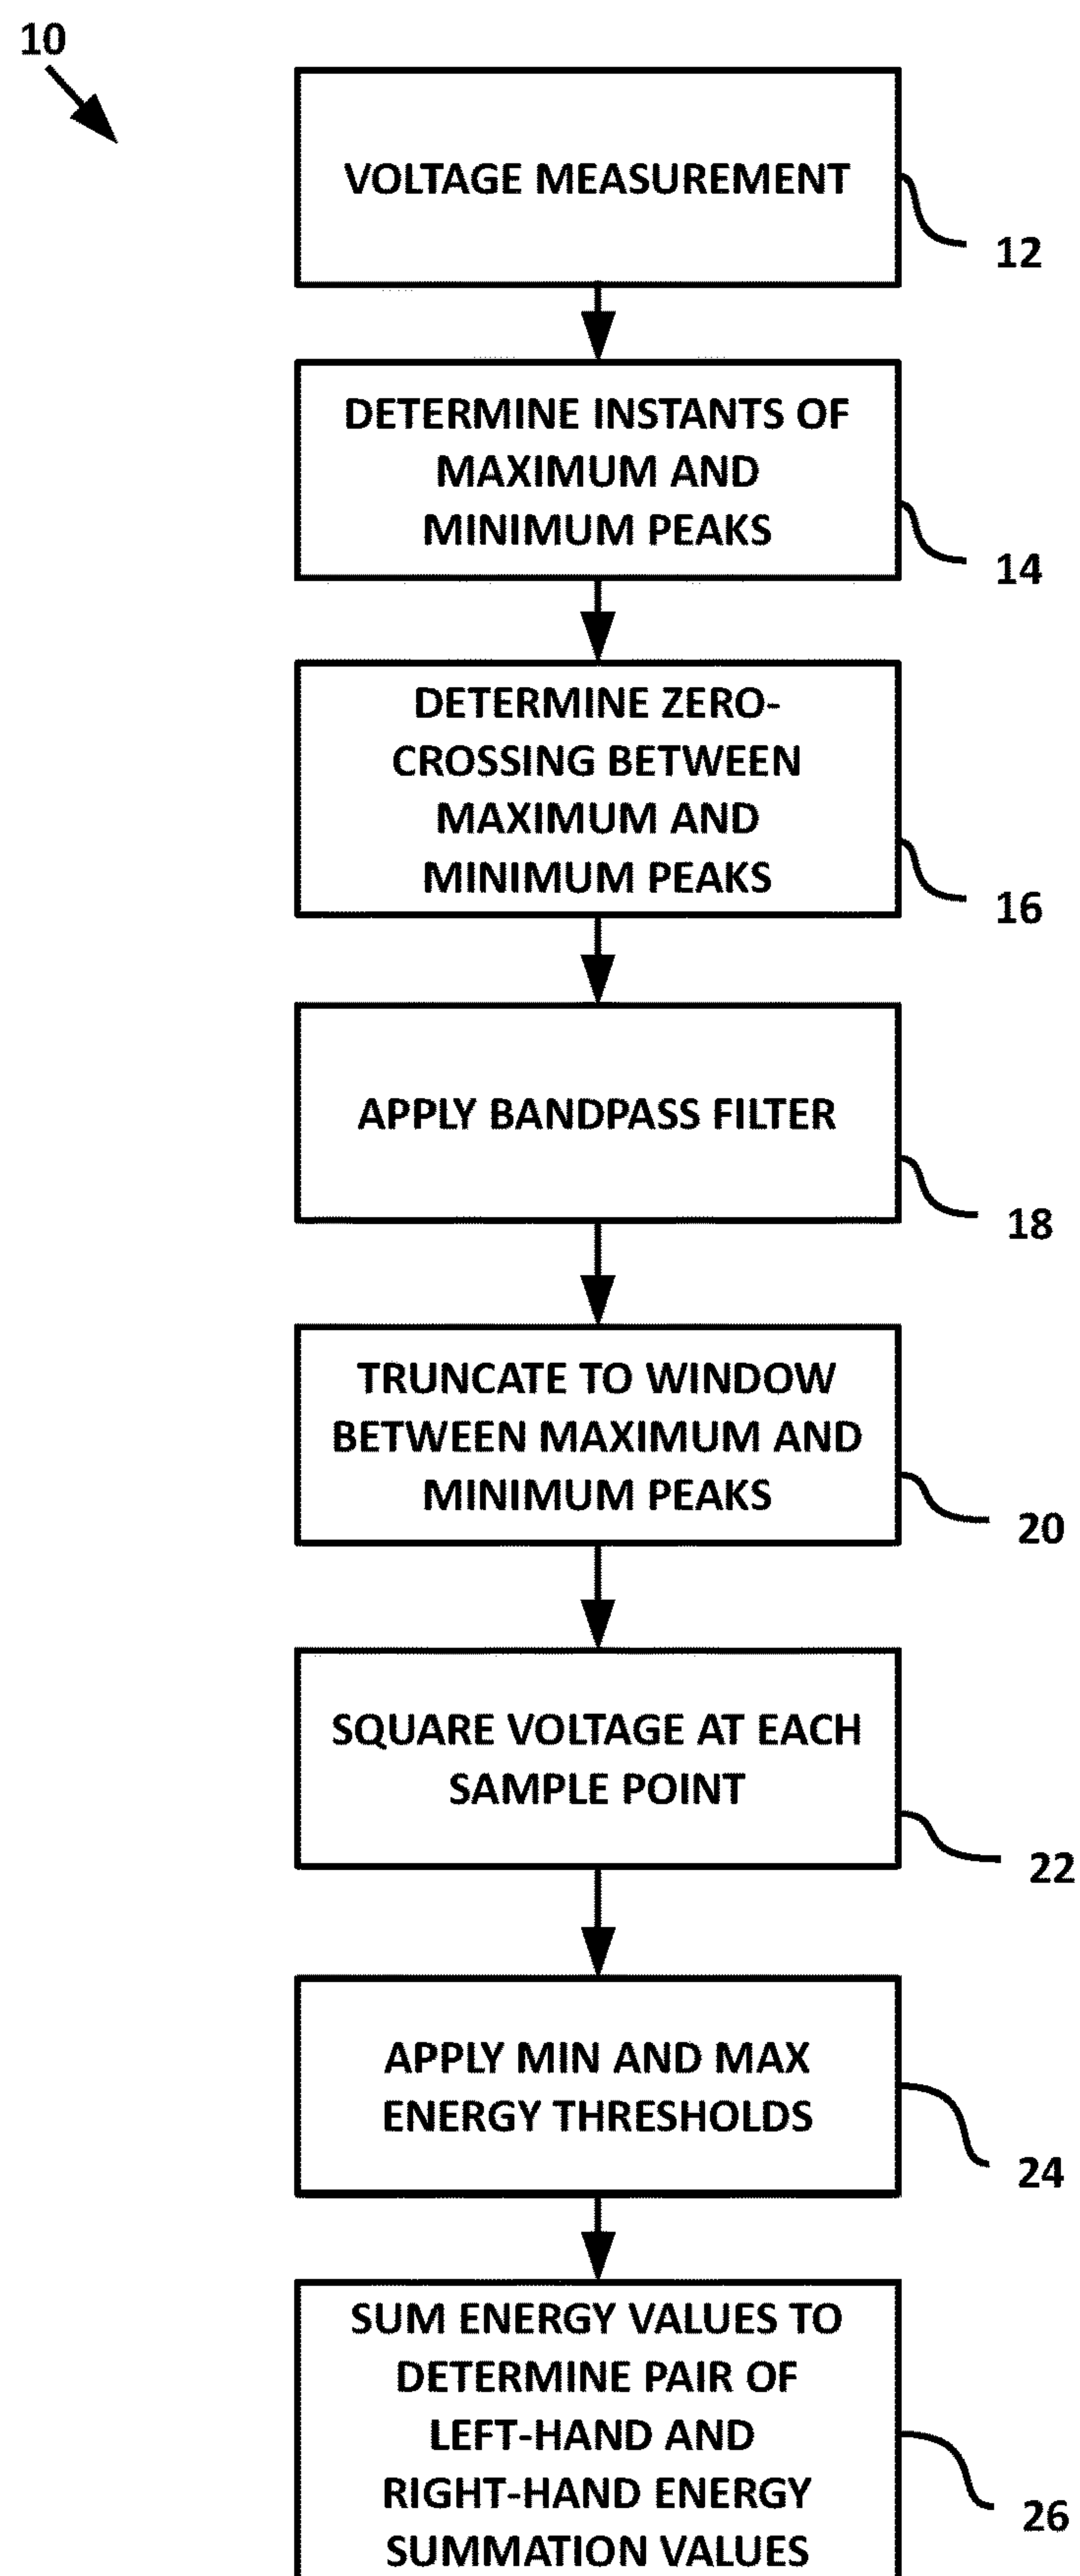 10
VOLTAGE MEASUREMENT
12
DETERMINE INSTANTS OF
MAXIMUM AND
MINIMUM PEAKS
14
DETERMINE ZERO-
CROSSING BETWEEN
MAXIMUM AND
MINIMUM PEAKS
16
APPLY BANDPASS FILTER
18
TRUNCATE TO WINDOW
BETWEEN MAXIMUM AND
MINIMUM PEAKS
20
SQUARE VOLTAGE AT EACH
SAMPLE POINT
22
APPLY MIN AND MAX
ENERGY THRESHOLDS
24
SUM ENERGY VALUES TO
DETERMINE PAIR OF
LEFT-HAND AND
RIGHT-HAND ENERGY
SUMMATION VALUES
26